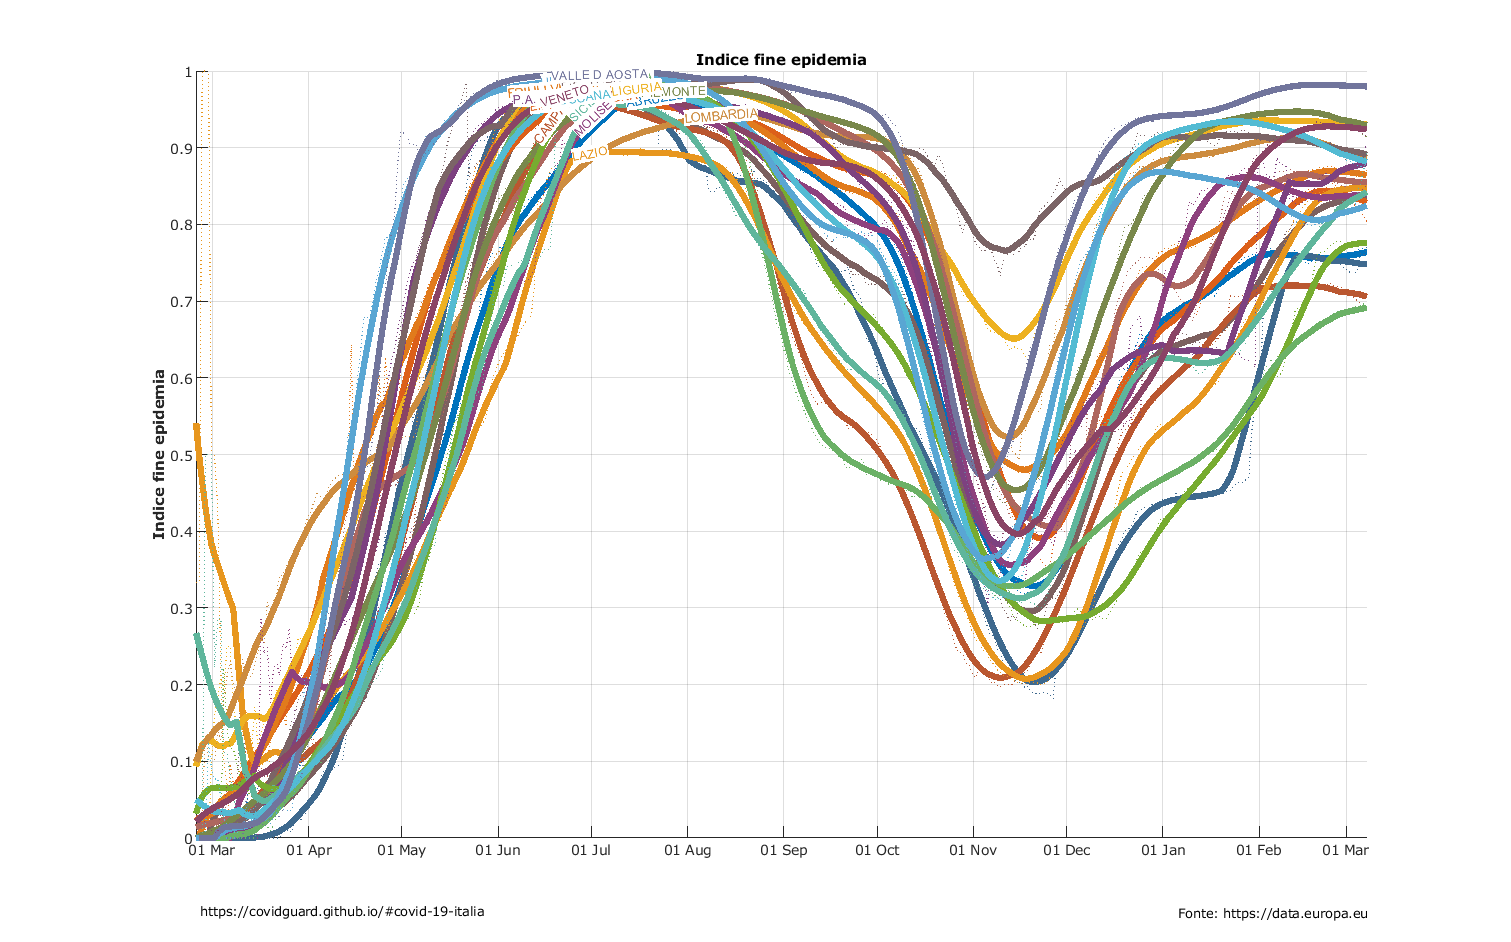 Indice fine epidemia
Indice fine epidemia
1
0.9
0.8
0.7
0.6
0.5
0.4
0.3
0.2
0.1
0
VALLE D AOSTA
P.A.
VENETO
LIGURIA
MOLISE
LOMBARDIA
LAZIO
01 Mar
01 Apr
01 May
01 Jun
01 Jul
01 Aug
01 Sep
01 Oct
01 Nov
01 Dec
01 Jan
01 Feb
01 Mar
https://covidguard.github.io/#covid-19-italia
Fonte: https://data.europa.eu